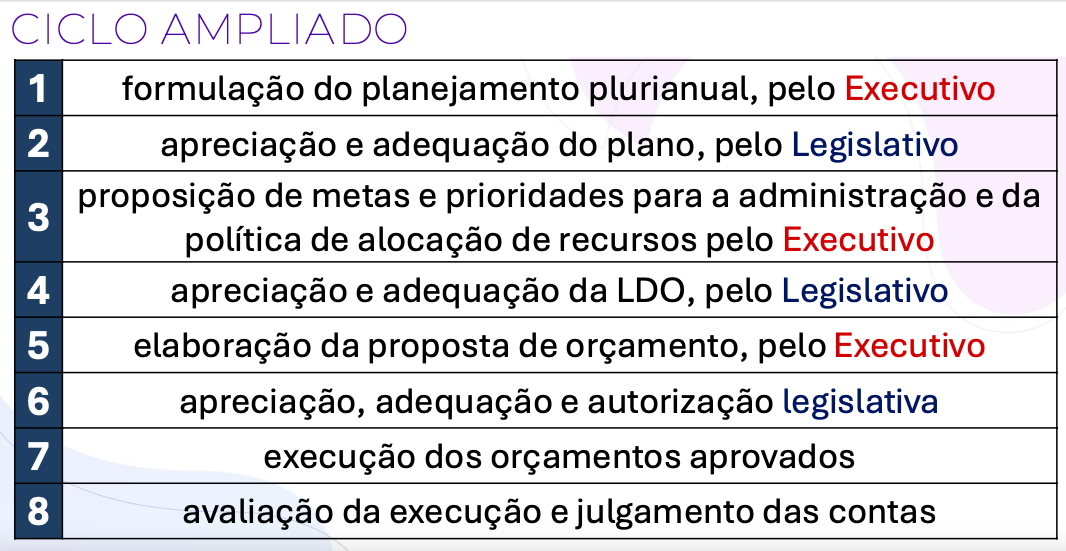 CICLO AMPLIADO
1 formulação do planejamento plurianual, pelo Executivo
2 apreciação e adequação do plano, pelo Legislativo
3 proposição de metas e prioridades para a administração e da
política de alocação de recursos pelo Executivo
4 apreciação e adequação da LDO, pelo Legislativo
5 elaboração da proposta de orçamento, pelo Executivo
6 apreciação, adequação e autorização legislativa
7 execução dos orçamentos aprovados
8 avaliação da execução e julgamento das contas